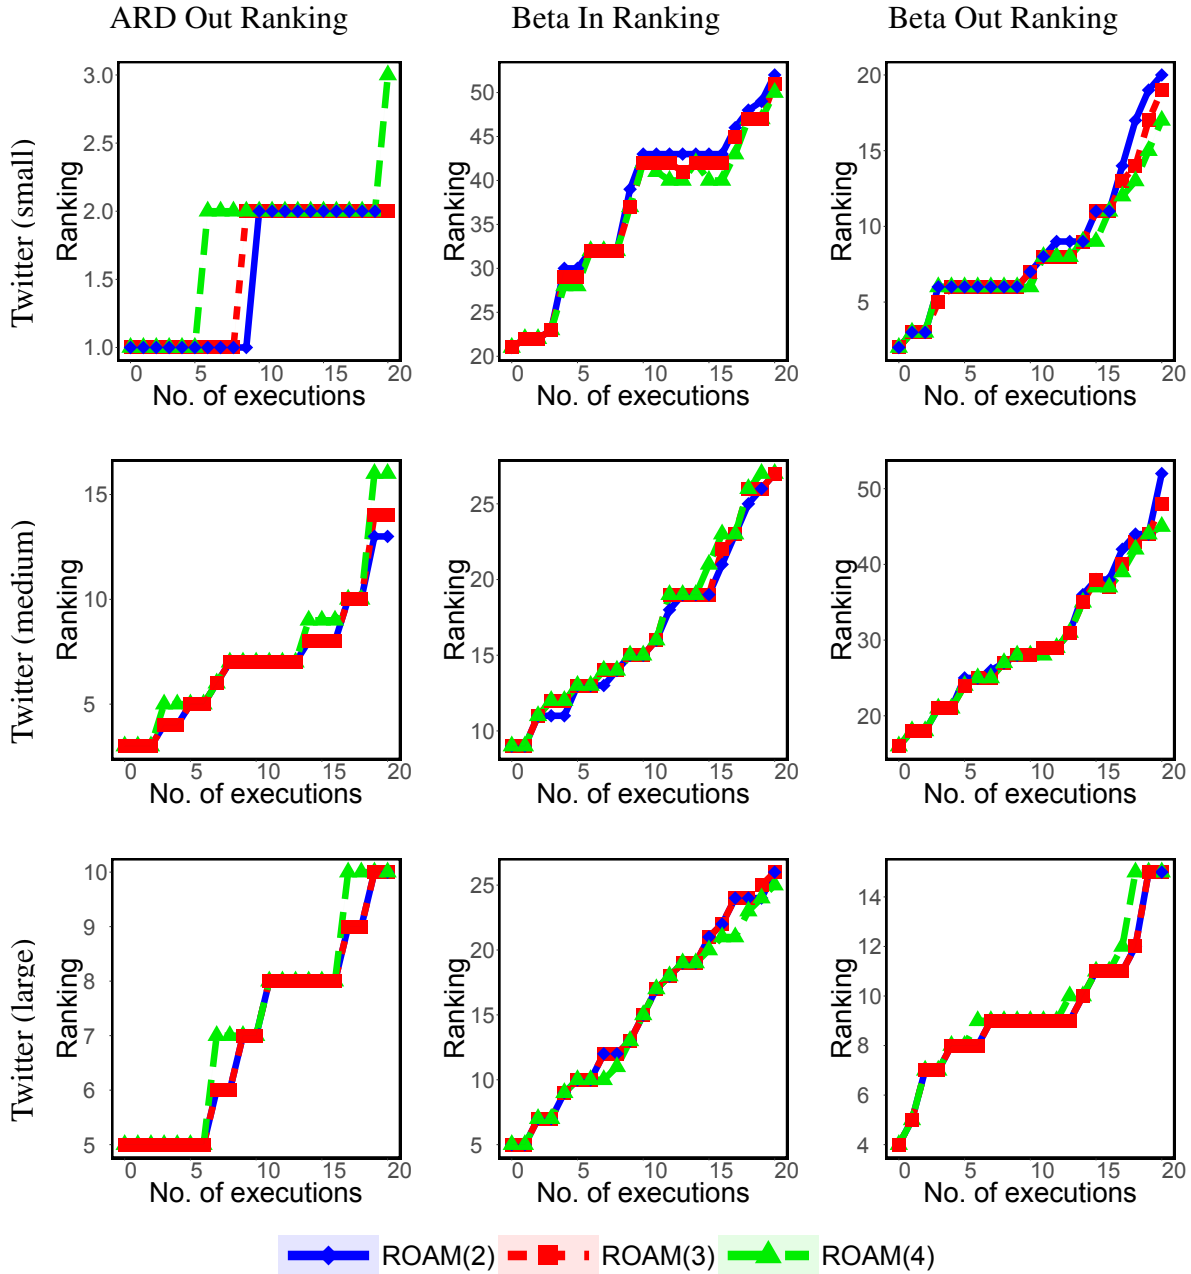 ARD Out Ranking Beta In Ranking Beta Out Ranking
Twitter (small)
Ranking
3.0
2.5
2.0
1.5
1.0
0 5 10 15 20
No. of executions
Ranking
50
45
40
35
30
25
20
0 5 10 15 20
No. of executions
Ranking
20
15
10
5
0 5 10 15 20
No. of executions
Twitter (medium)
Ranking
15
10
5
0 5 10 15 20
No. of executions
Ranking
25
20
15
10
0 5 10 15 20
No. of executions
Ranking
50
40
30
20
0 5 10 15 20
No. of executions
Twitter (large)
Ranking
10
9
8
7
6
5
0 5 10 15 20
No. of executions
Ranking
25
20
15
10
5
0 5 10 15 20
No. of executions
Ranking
14
12
10
8
6
4
0 5 10 15 20
No. of executions
ROAM(2) ROAM(3) ROAM(4)